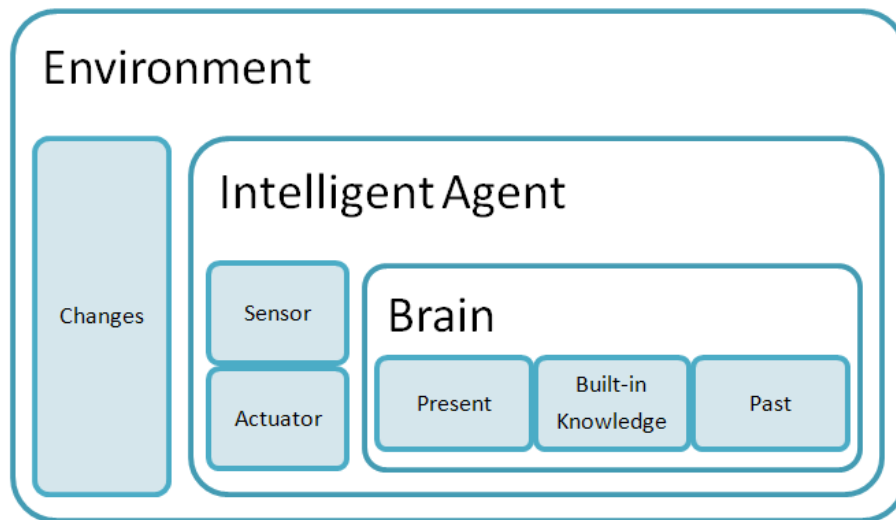 Environment
Intelligent Agent
Changes
Sensor
Brain
Actuator
Present
Built-in
Knowledge
Past